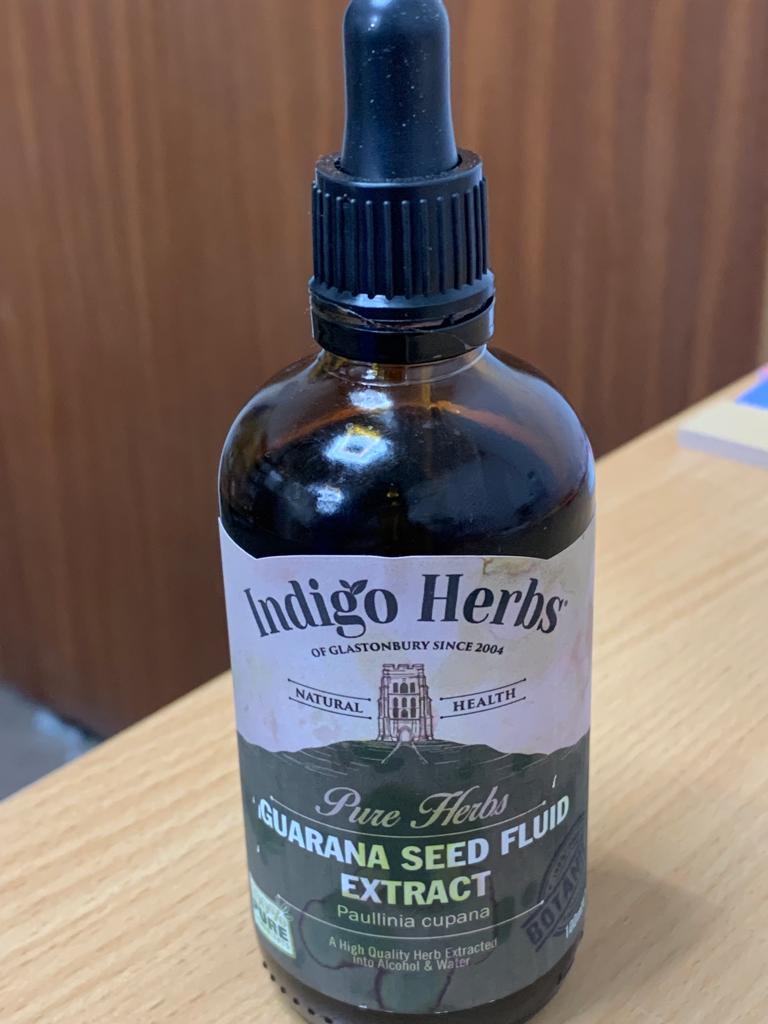 Indigo Herbs
OF GLASTONBURY SINCE 2004
NATURAL HEALTH
Pure Herbs
GUARANA SEED FLUID
EXTRACT
Paullinia cupana
PURE
A High Quality Herb Extracted
into Alcohol & Water